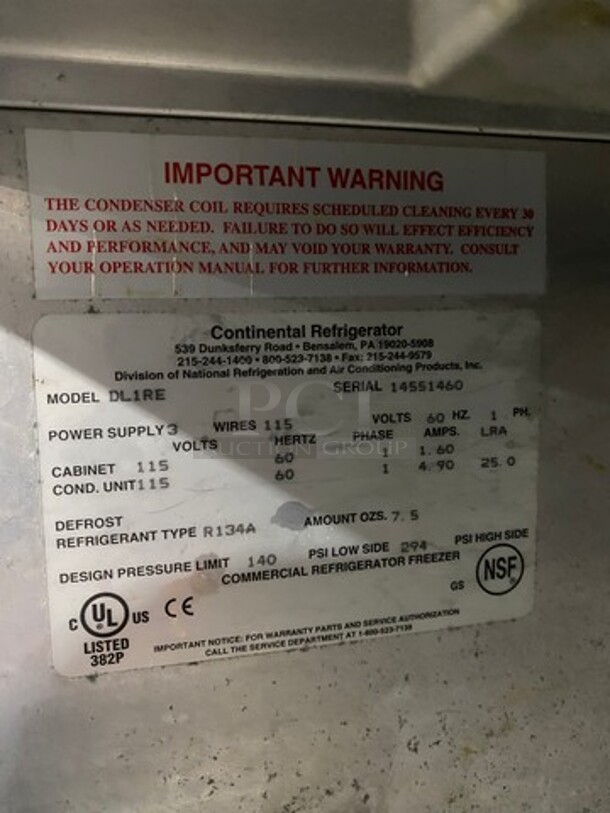 IMPORTANT WARNING
THE CONDENSER COIL REQUIRES SCHEDULED CLEANING EVERY 30
DAYS OR AS NEEDED. FAILURE TO DO SO WILL EFFECT EFFICIENCY
AND PERFORMANCE, AND MAY VOID YOUR WARRANTY. CONSULT
YOUR OPERATION MANUAL FOR FURTHER INFORMATION.
Continental Refrigerator
539 Dunksferry Road • Bensalem, PA 19020-5908
215-244-1400 • 800-523-7138 • Fax: 215-244-9579
Division of National Refrigeration and Air Conditioning Products, Inc.
MODEL DL1RE SERIAL 14551460
POWER SUPPLY 3 WIRES 115 VOLTS 60 HZ. 1 PH.
VOLTS HERTZ PHASE AMPS. LRA
CABINET 115 60 1 1.60
COND. UNIT 115 60 1 4.90 25.0
DEFROST
REFRIGERANT TYPE R134A AMOUNT OZS. 7.5
DESIGN PRESSURE LIMIT 140 PSI LOW SIDE 294 PSI HIGH SIDE
COMMERCIAL REFRIGERATOR FREEZER
GS NSF
C UL US CE
LISTED
382P
IMPORTANT NOTICE: FOR WARRANTY PARTS AND SERVICE AUTHORIZATION
CALL THE SERVICE DEPARTMENT AT 1-800-523-7138
PCI
AUCTION GROUP